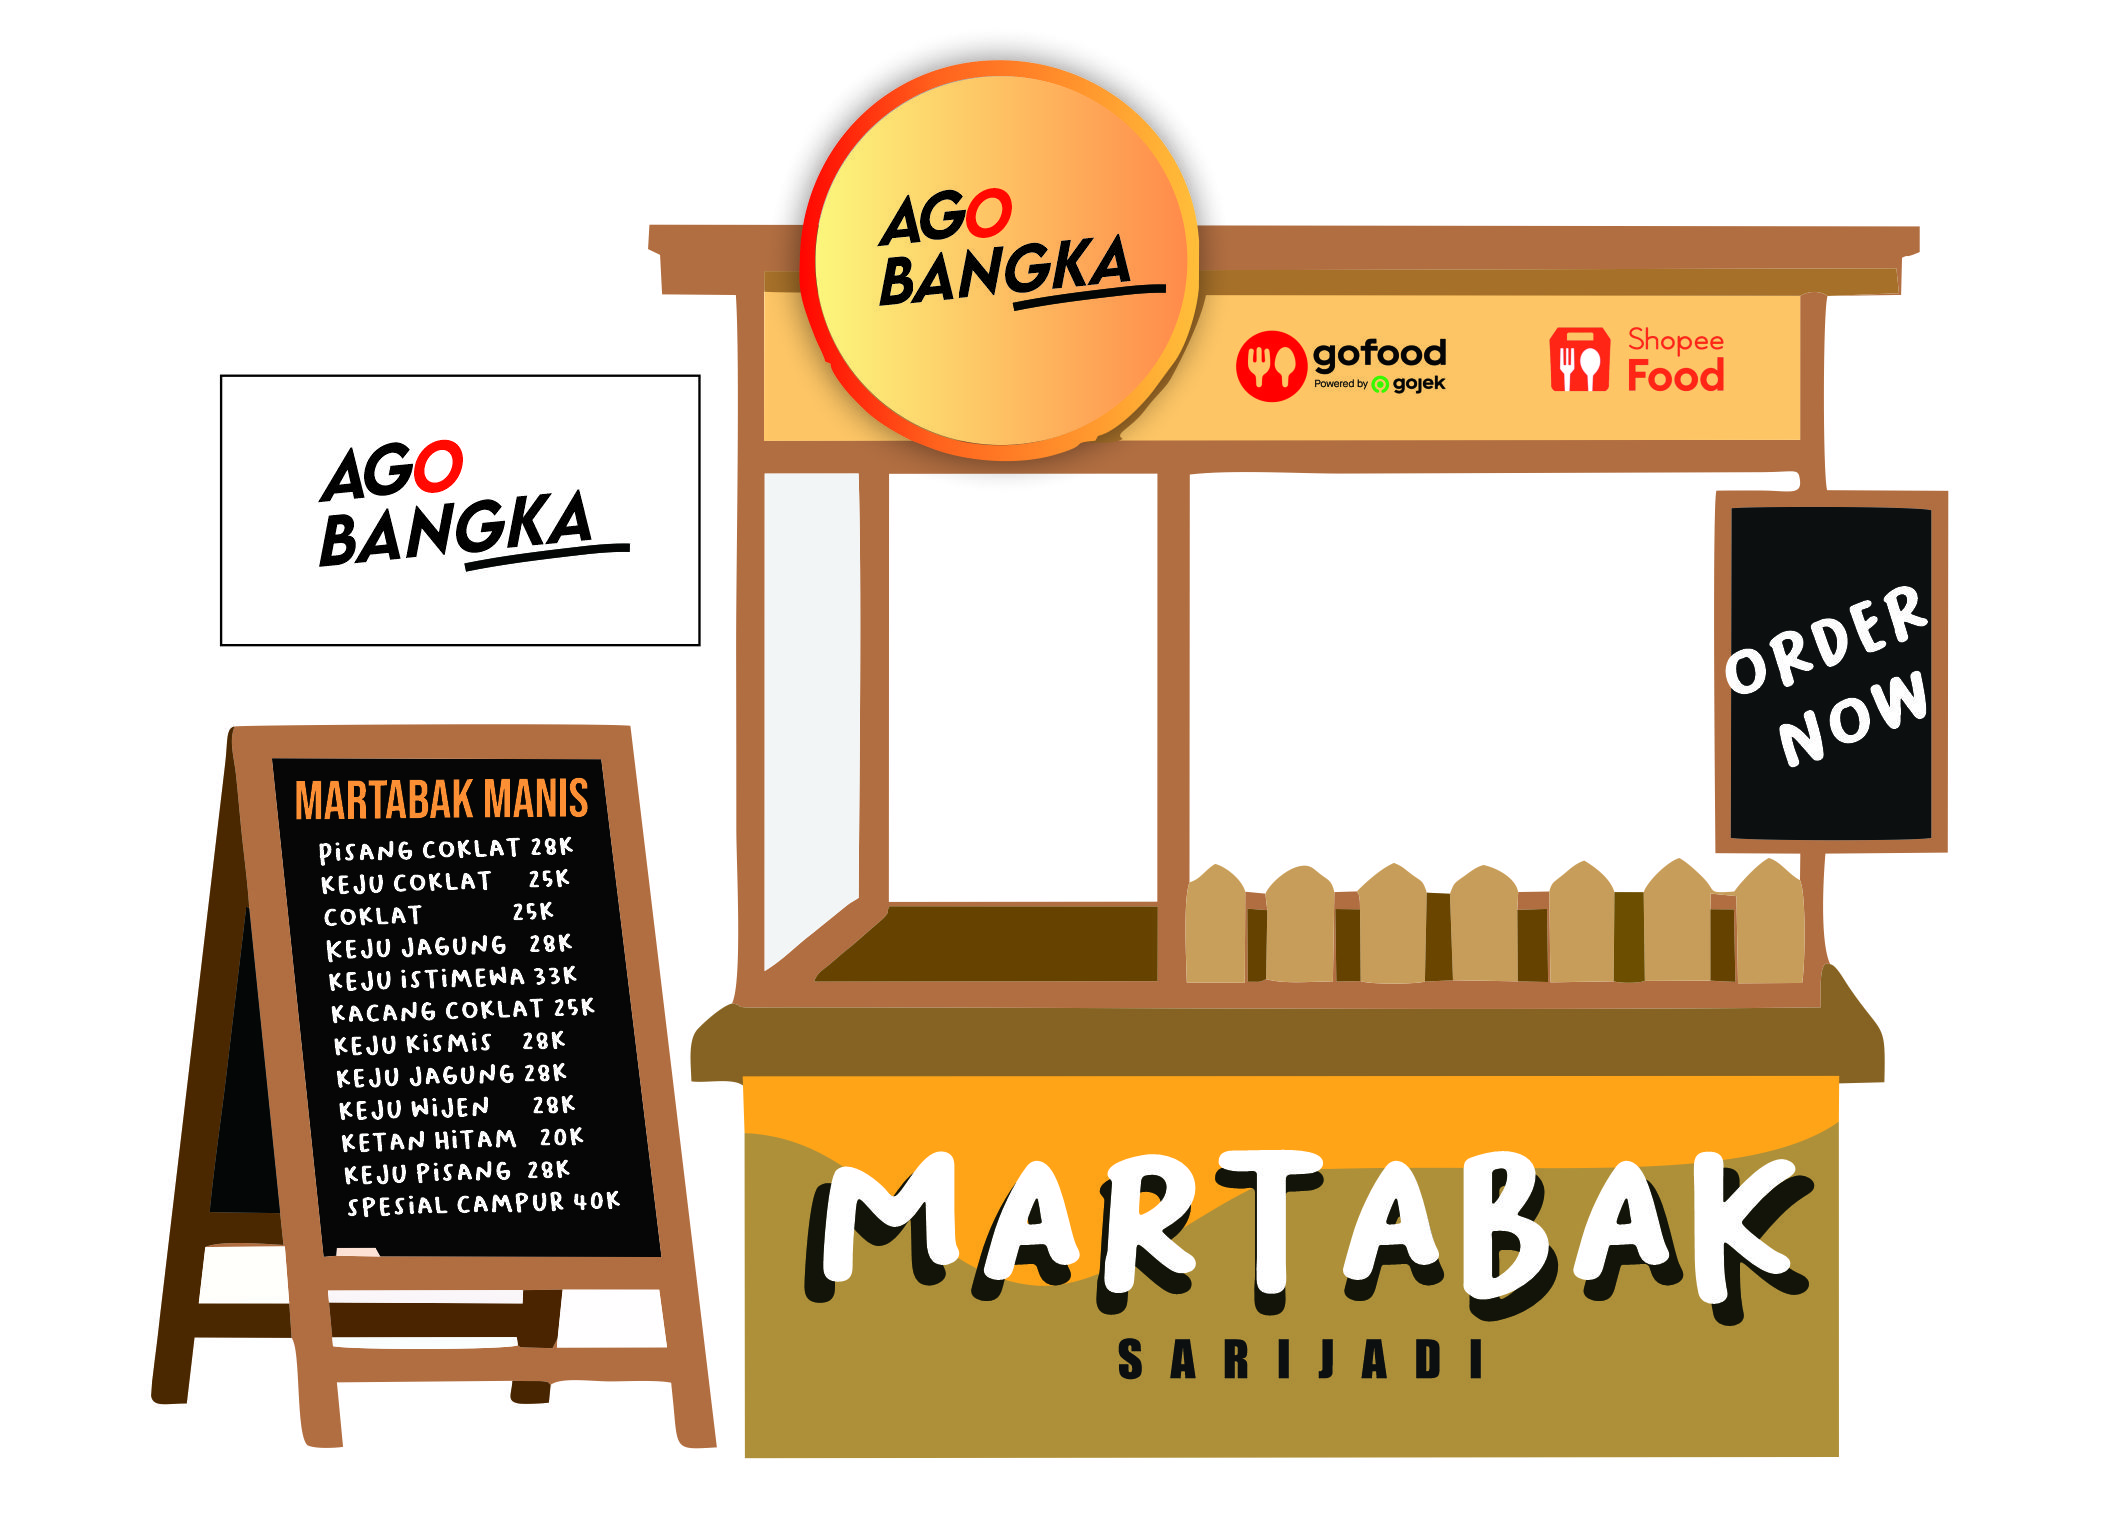 AGO
BANGKA
gofood
Powered by gojek
Shopee
Food
AGO
BANGKA
ORDER
NOW
MARTABAK MANIS
PiSANG COKLAT 28K
KEJU COKLAT 25K
COKLAT 25K
KEJU JAGUNG 28K
KEJU iSTiMEWA 33K
KACANG COKLAT 25K
KEJU KiSMiS 28K
KEJU JAGUNG 28K
KEJU WiJEN 28K
KETAN HiTAM 20K
KEJU PiSANG 28K
SPESiAL CAMPUR 40K
MARTABAK
SARIJADI